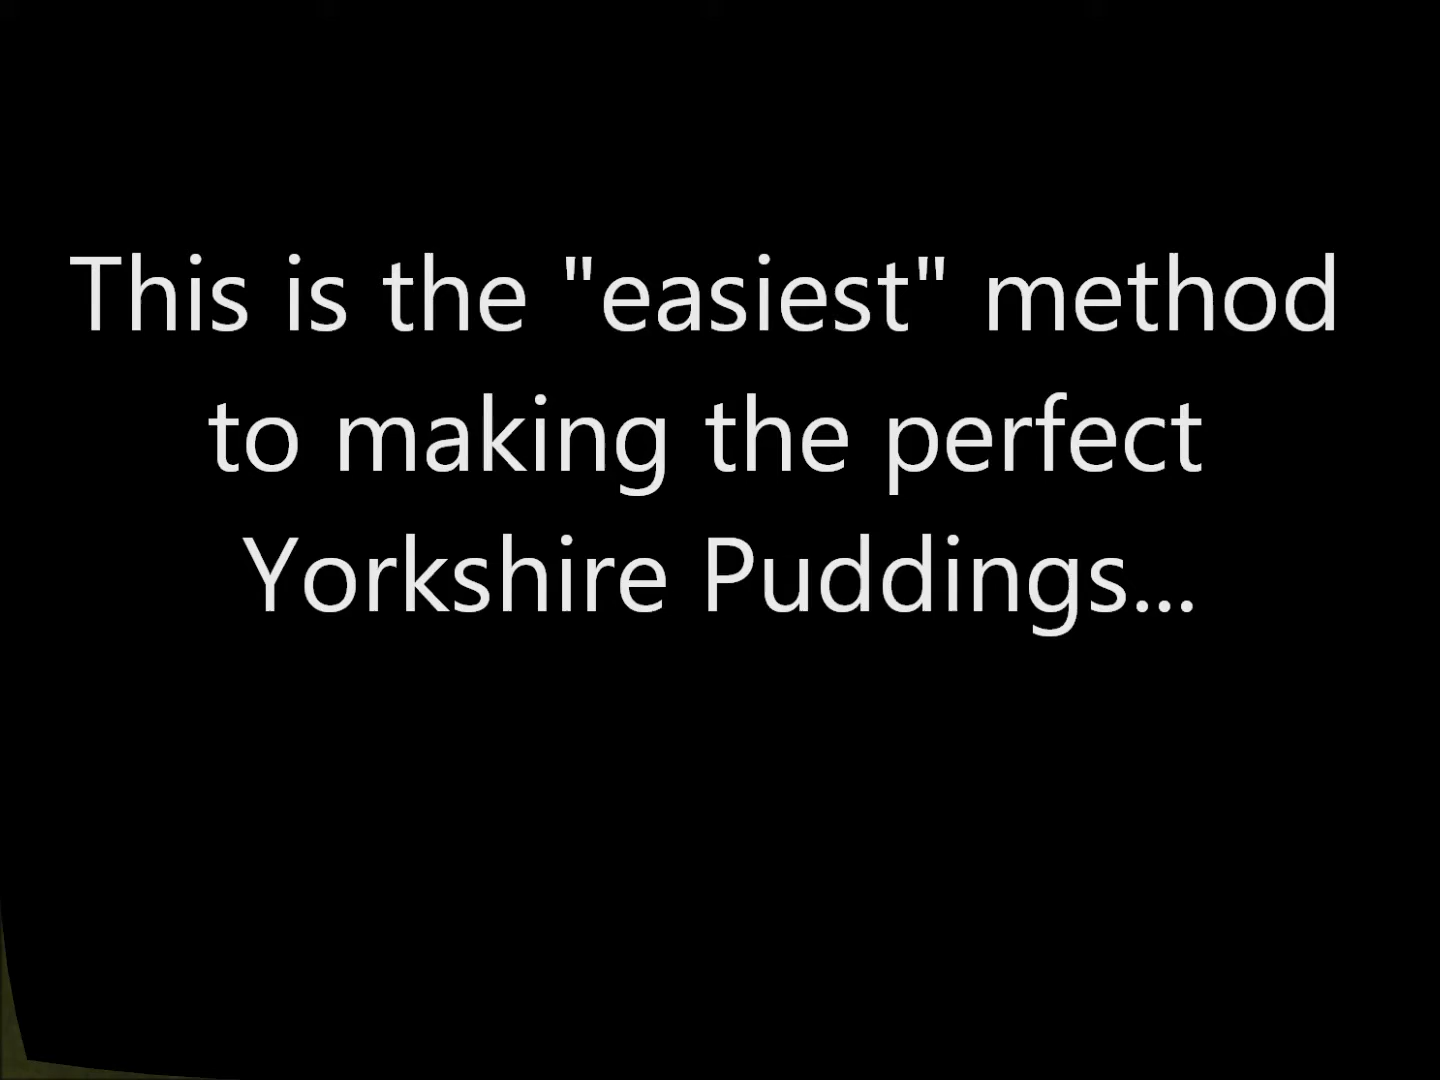 This is the "easiest" method
to making the perfect
Yorkshire Puddings...